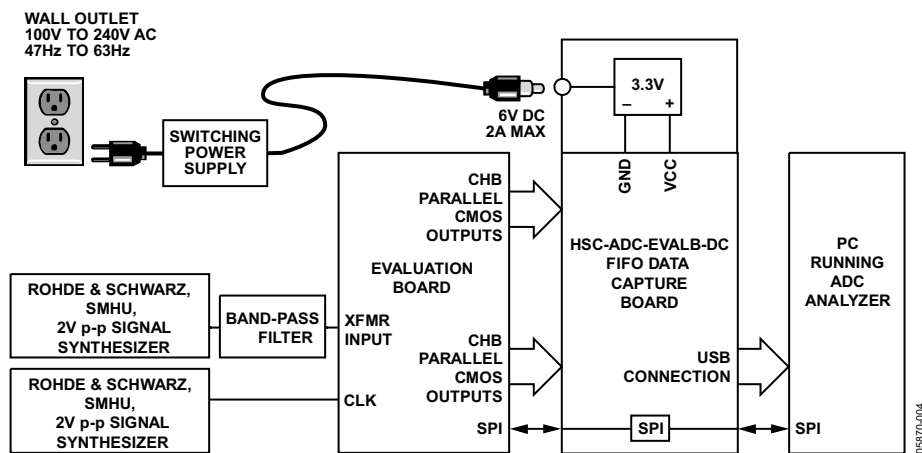 WALL OUTLET
100V TO 240V AC
47Hz TO 63Hz
SWITCHING
POWER
SUPPLY
6V DC
2A MAX
3.3V
– +
GND
VCC
CHB
PARALLEL
CMOS
OUTPUTS
EVALUATION
BOARD
HSC-ADC-EVALB-DC
FIFO DATA
CAPTURE
BOARD
PC
RUNNING
ADC
ANALYZER
ROHDE & SCHWARZ,
SMHU,
2V p-p SIGNAL
SYNTHESIZER
BAND-PASS
FILTER
XFMR
INPUT
CHB
PARALLEL
CMOS
OUTPUTS
USB
CONNECTION
ROHDE & SCHWARZ,
SMHU,
2V p-p SIGNAL
SYNTHESIZER
CLK
SPI
SPI
SPI
05870-004